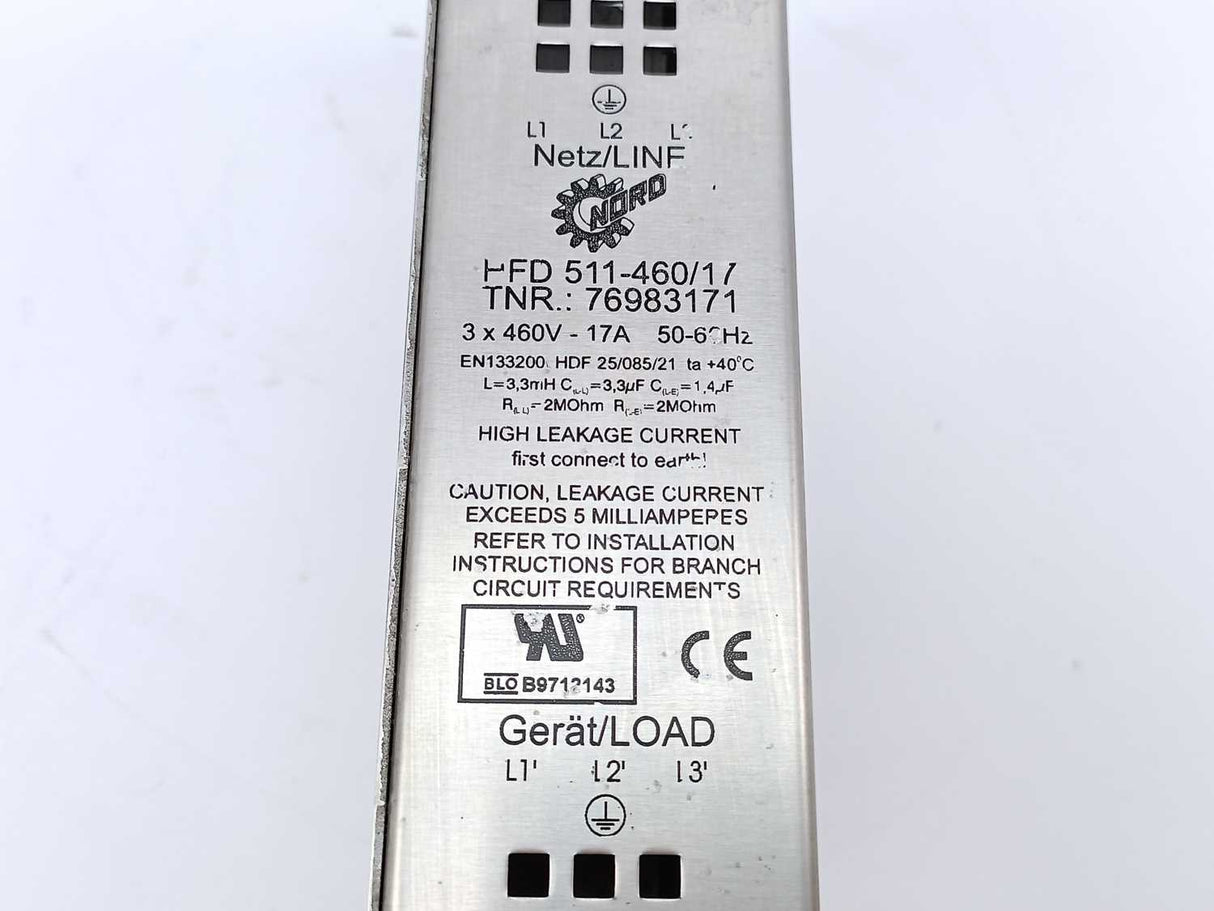 L1 L2
Netz/LINE
NORD
HFD 511-460/17
TNR.: 76983171
3 x 460V - 17A 50-60Hz
EN133200 HDF 25/085/21 ta +40°C
L=3,3mH C(L-L)=3,3µF C(L-E)=1,4µF
R(L-L)=2MOhm R(L-E)=2MOhm
HIGH LEAKAGE CURRENT
first connect to earth!
CAUTION, LEAKAGE CURRENT
EXCEEDS 5 MILLIAMPERES
REFER TO INSTALLATION
INSTRUCTIONS FOR BRANCH
CIRCUIT REQUIREMENTS
CE
BLO
Gerät/LOAD
L1' L2' L3'